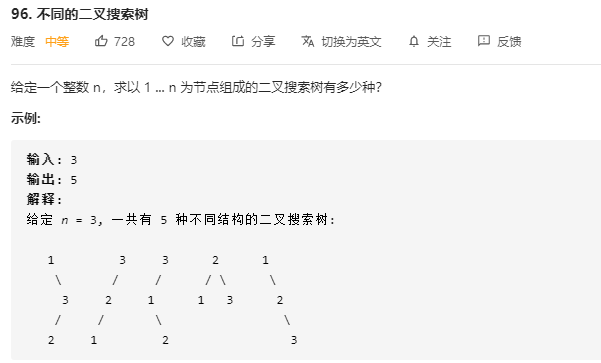 96. 不同的二叉搜索树
难度 中等 728 收藏 分享 切换为英文 关注 反馈
给定一个整数 n，求以 1 ... n 为节点组成的二叉搜索树有多少种？
示例:
输入: 3
输出: 5
解释:
给定 n = 3, 一共有 5 种不同结构的二叉搜索树:
1 3 3 2 1
\ / / / \ \
3 2 1 1 3 2
/ / \ \
2 1 2 3